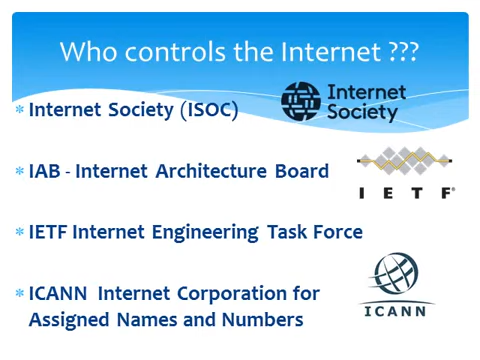 Who controls the Internet ???
Internet
Society
* Internet Society (ISOC)
* IAB - Internet Architecture Board
I E T F®
* IETF Internet Engineering Task Force
* ICANN Internet Corporation for
Assigned Names and Numbers
ICANN